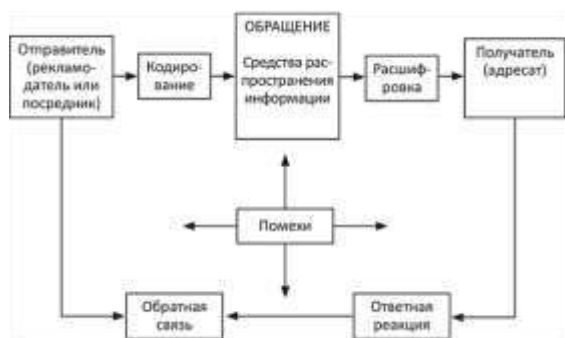 Отправитель
(рекламо-
датель или
посредник)
Кодиро-
вание
ОБРАЩЕНИЕ
Средства рас-
пространения
информации
Расшиф-
ровка
Получатель
(адресат)
Помехи
Обратная
связь
Ответная
реакция